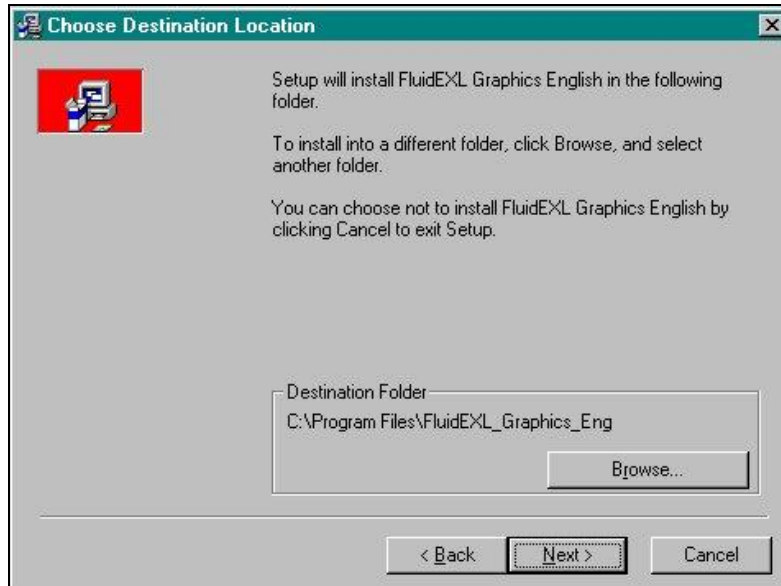 Choose Destination Location
Setup will install FluidEXL Graphics English in the following
folder.
To install into a different folder, click Browse, and select
another folder.
You can choose not to install FluidEXL Graphics English by
clicking Cancel to exit Setup.
Destination Folder
C:\Program Files\FluidEXL_Graphics_Eng
Browse...
< Back
Next >
Cancel